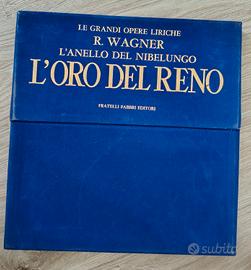 LE GRANDI OPERE LIRICHE
R. WAGNER
L'ANELLO DEL NIBELUNGO
L'ORO DEL RENO
FRATELLI FABBRI EDITORI
subito